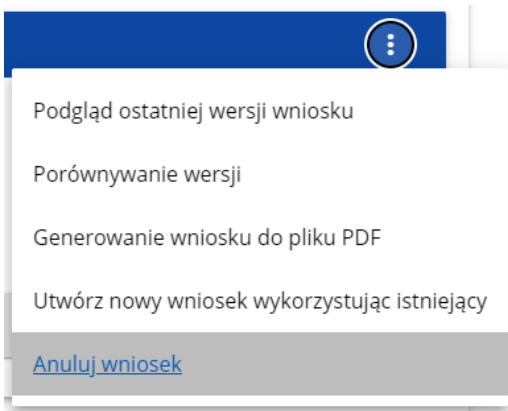 Podgląd ostatniej wersji wniosku
Porównywanie wersji
Generowanie wniosku do pliku PDF
Utwórz nowy wniosek wykorzystując istniejący
Anuluj wniosek